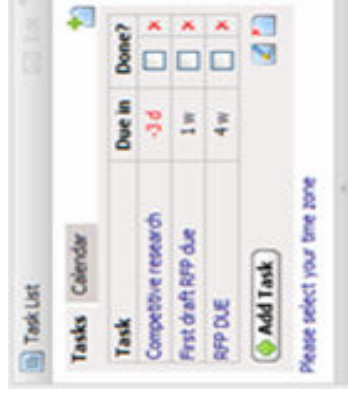 Task List
Tasks Calendar
Task Due in Done?
Competitive research -3 d x
First draft RFP due 1 w x
RFP DUE 4 w x
Add Task
Please select your time zone